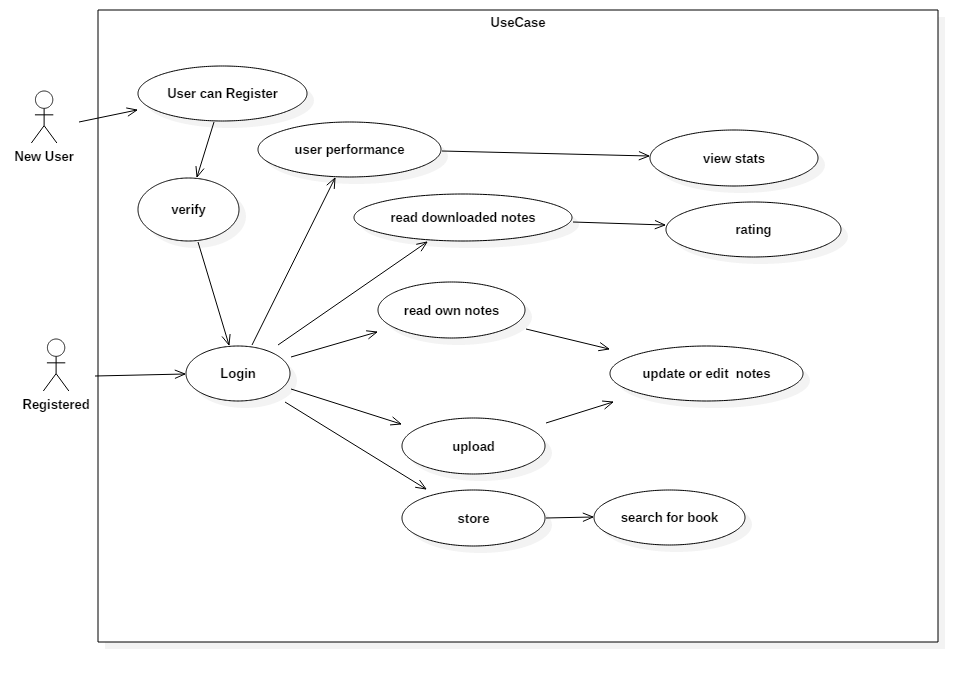 UseCase
User can Register
New User
user performance
view stats
verify
read downloaded notes
rating
read own notes
Login
update or edit  notes
Registered
upload
store
search for book